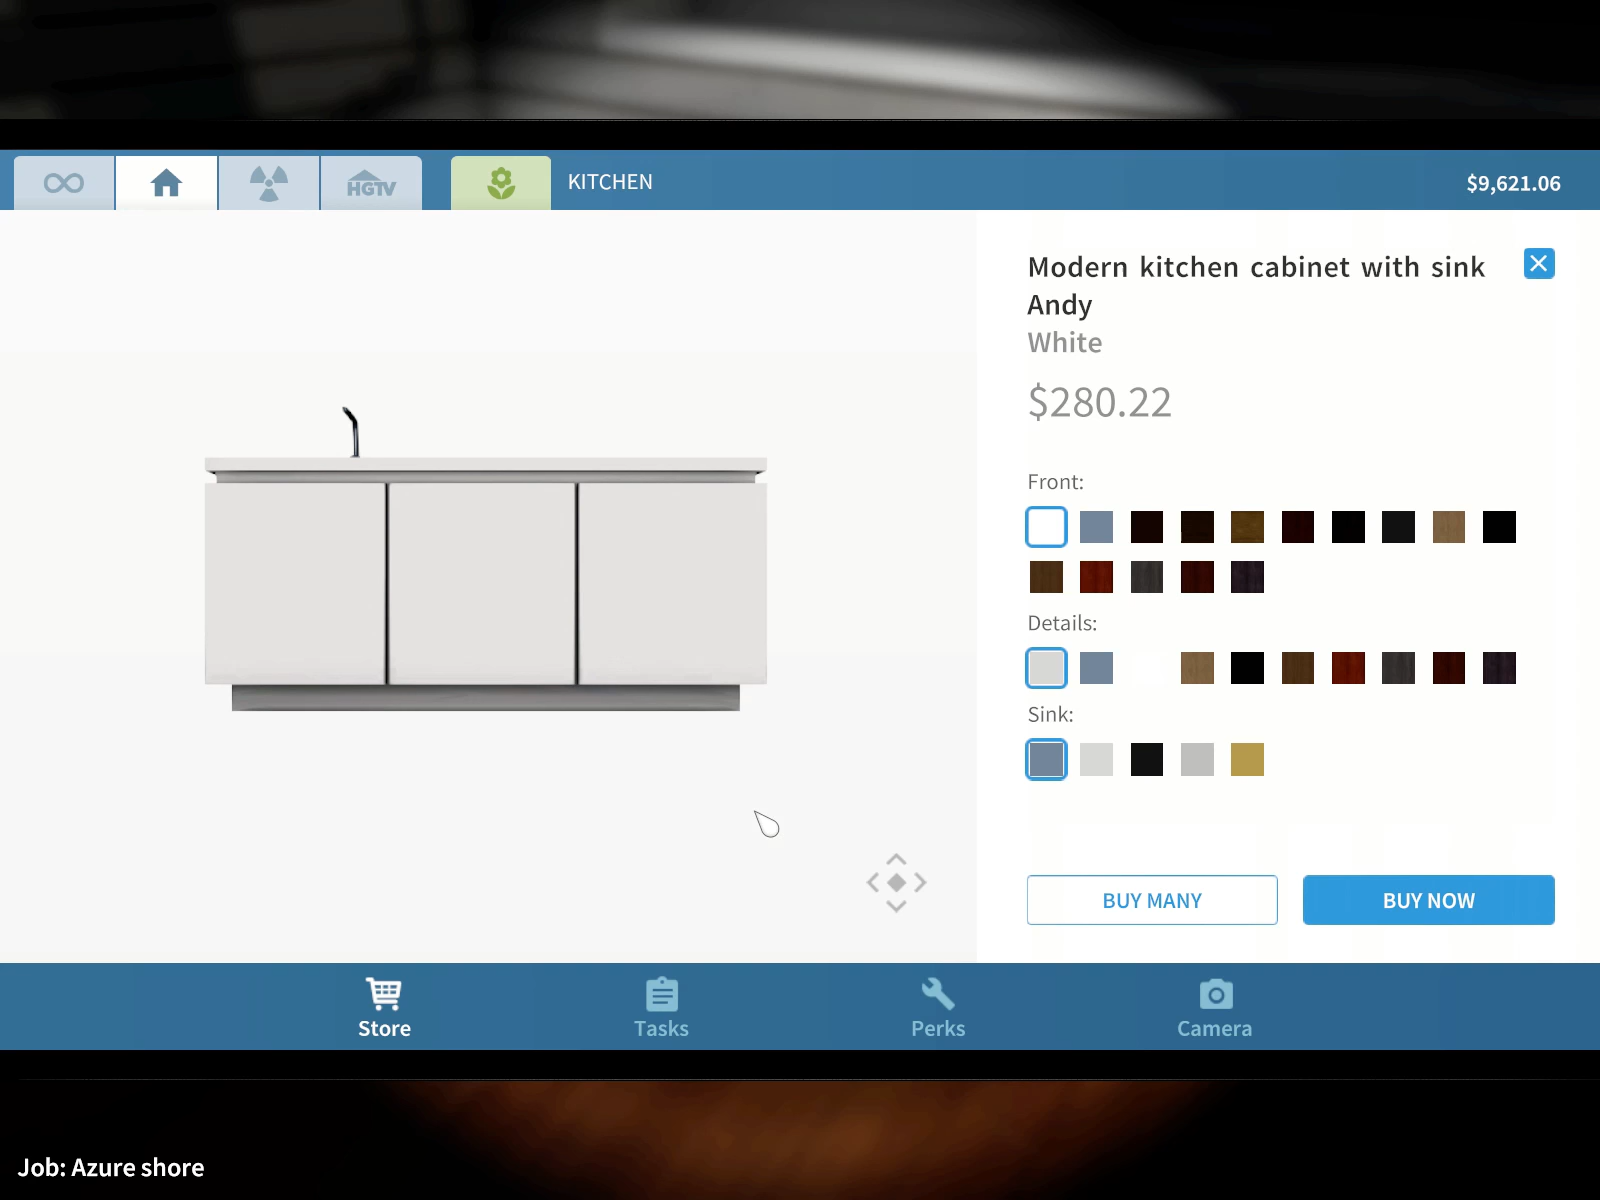 HGTV
KITCHEN
$9,621.06
Modern kitchen cabinet with sink
Andy
White
$280.22
Front:
Details:
Sink:
BUY MANY
BUY NOW
Store
Tasks
Perks
Camera
Job: Azure shore